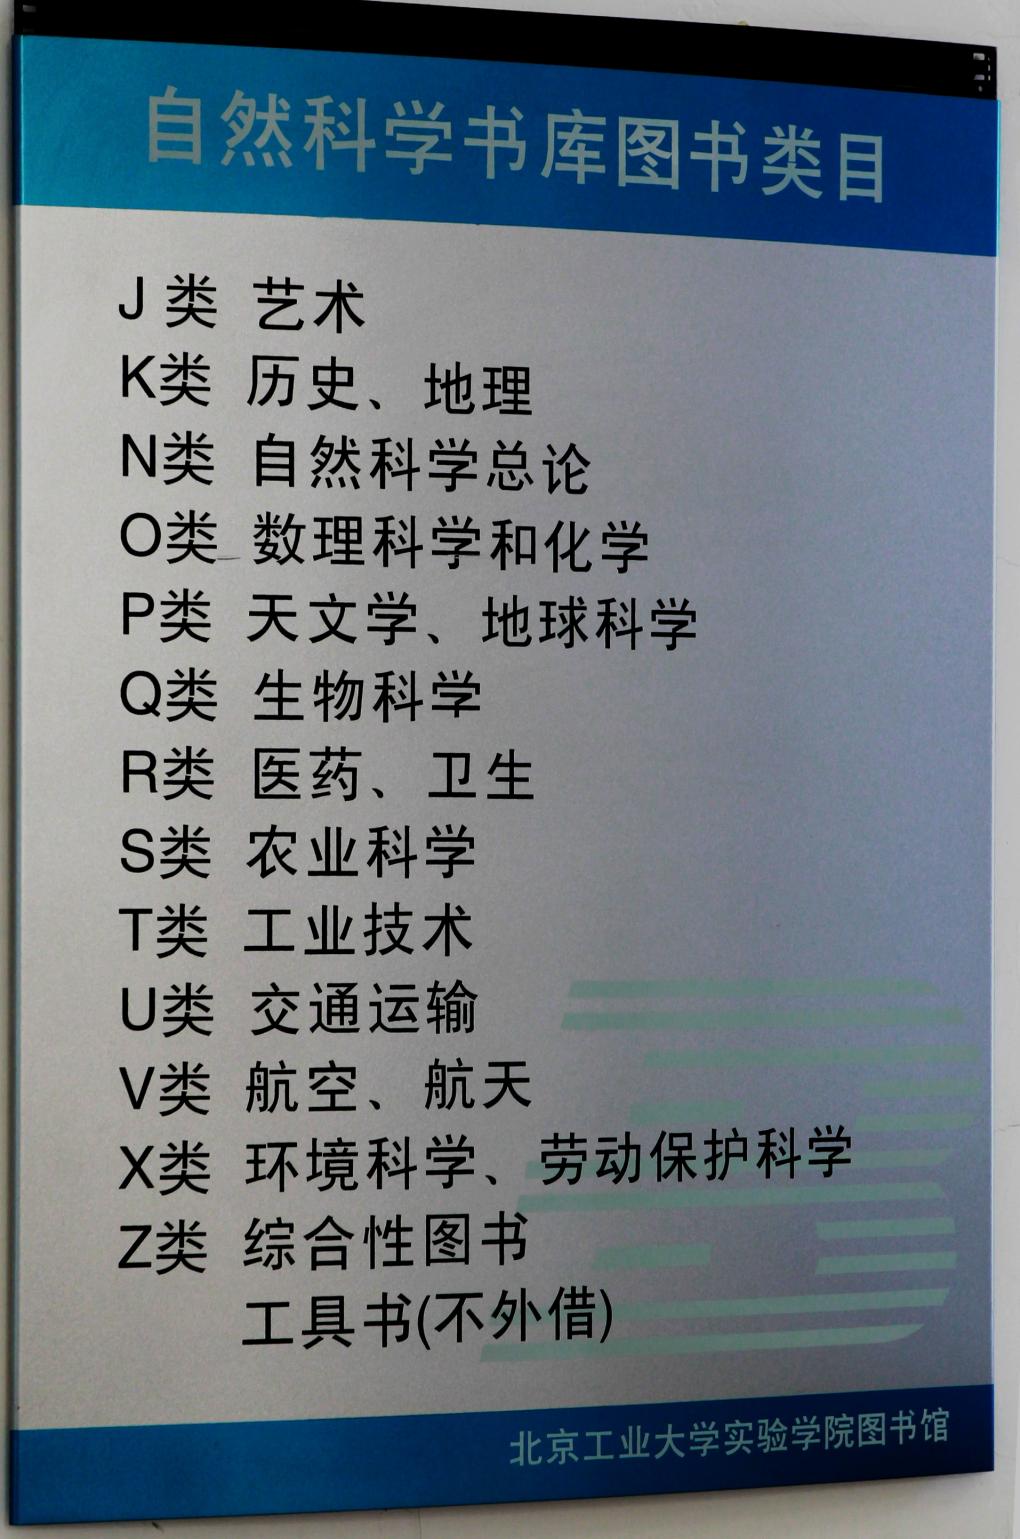 自然科学书库图书类目
J类 艺术
K类 历史、地理
N类 自然科学总论
O类 数理科学和化学
P类 天文学、地球科学
Q类 生物科学
R类 医药、卫生
S类 农业科学
T类 工业技术
U类 交通运输
V类 航空、航天
X类 环境科学、劳动保护科学
Z类 综合性图书
工具书(不外借)
北京工业大学实验学院图书馆